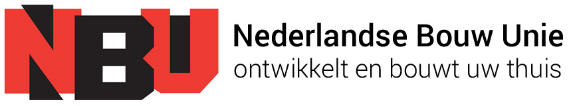 NBU
Nederlandse Bouw Unie
ontwikkelt en bouwt uw thuis